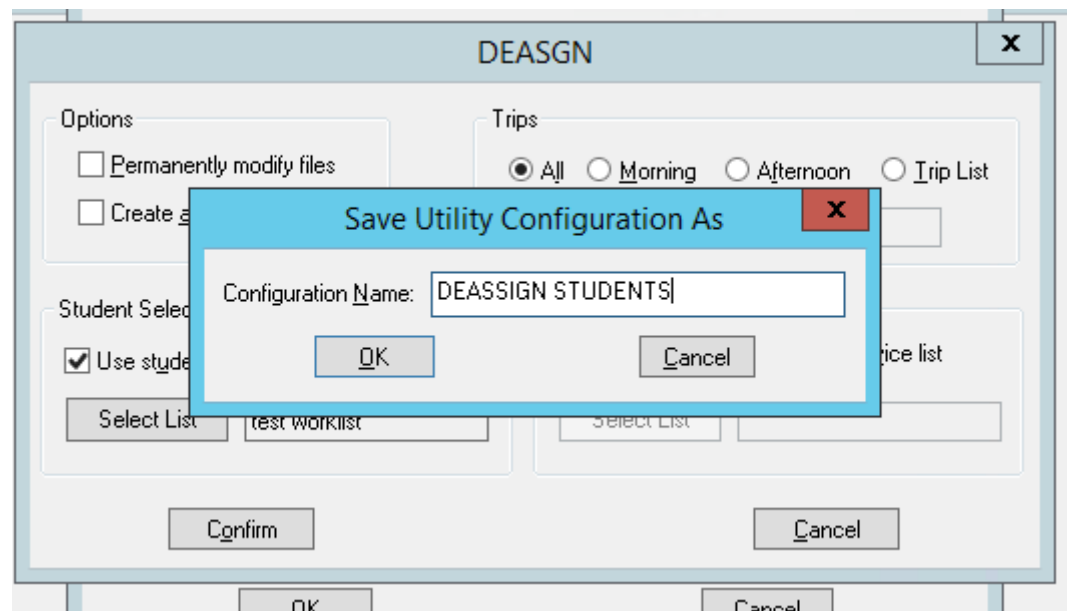 DEASGN
x
Options
Trips
Permanently modify files
All Morning Afternoon Trip List
Create a
Save Utility Configuration As
x
Configuration Name: DEASSIGN STUDENTS
OK Cancel
Student Selec
Use stude
ice list
Select List test worklist
Select List
Confirm Cancel
OK Cancel